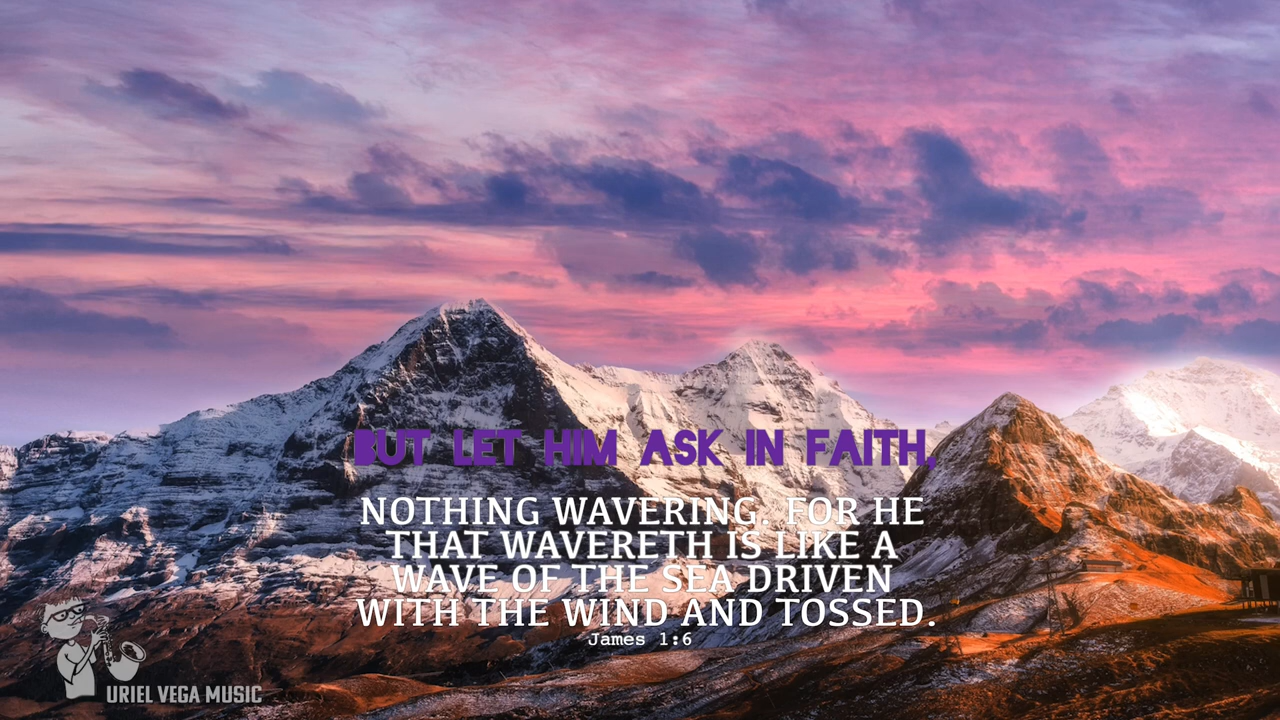 BUT LET HIM ASK IN FAITH,
NOTHING WAVERING. FOR HE
THAT WAVERETH IS LIKE A
WAVE OF THE SEA DRIVEN
WITH THE WIND AND TOSSED.
James 1:6
URIEL VEGA MUSIC